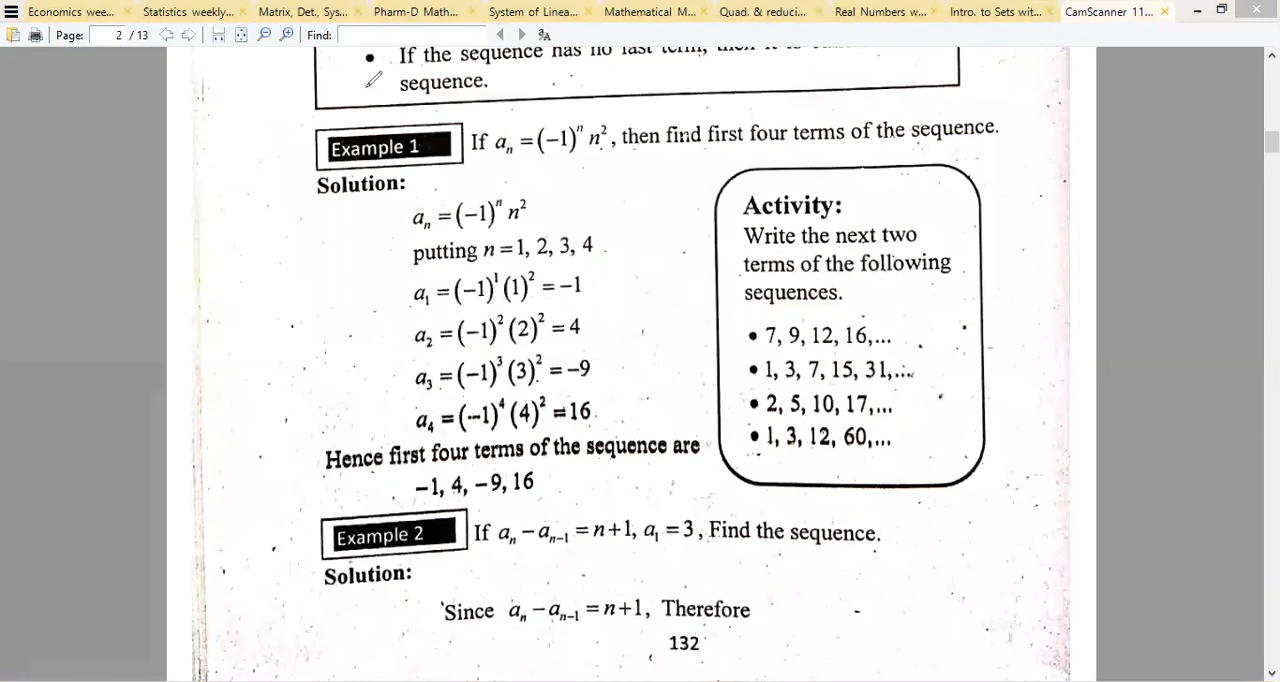 Economics wee...
Statistics weekly...
Matrix, Det., Sys...
Pharm-D Math...
System of Linea...
Mathematical M...
Quad. & reduci...
Real Numbers w...
Intro. to Sets wit...
CamScanner 11...
Page: 2 / 13 Find:
• If the sequence has no last term,
sequence.
Example 1 If aₙ = (−1)ⁿ n², then find first four terms of the sequence.
Solution:
aₙ = (−1)ⁿ n²
putting n = 1, 2, 3, 4
a₁ = (−1)¹ (1)² = −1
a₂ = (−1)² (2)² = 4
a₃ = (−1)³ (3)² = −9
a₄ = (−1)⁴ (4)² = 16
Hence first four terms of the sequence are
−1, 4, −9, 16
Activity:
Write the next two
terms of the following
sequences.
• 7, 9, 12, 16,...
• 1, 3, 7, 15, 31,...
• 2, 5, 10, 17,...
• 1, 3, 12, 60,...
Example 2 If aₙ − aₙ₋₁ = n+1, a₁ = 3, Find the sequence.
Solution:
Since aₙ − aₙ₋₁ = n+1, Therefore
132